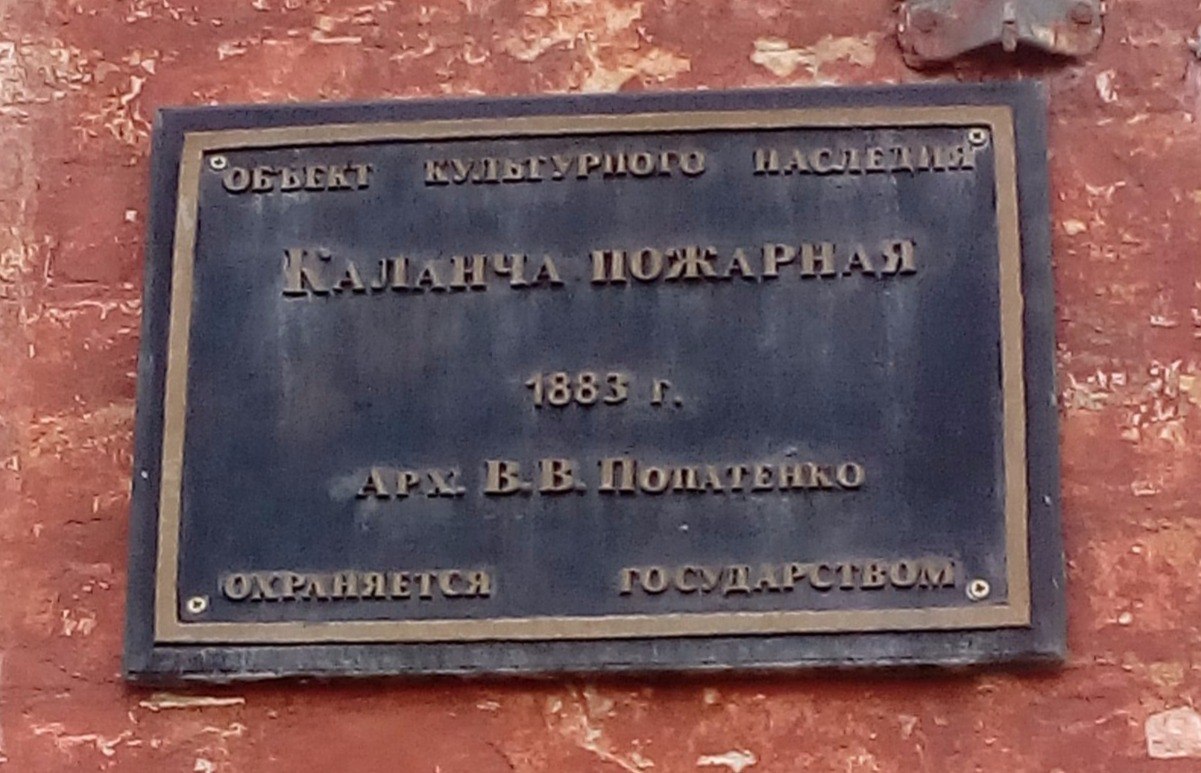 ОБЪЕКТ КУЛЬТУРНОГО НАСЛЕДИЯ
КАЛАНЧА ПОЖАРНАЯ
1883 г.
АРХ. В.В. ПОПАТЕНКО
ОХРАНЯЕТСЯ ГОСУДАРСТВОМ